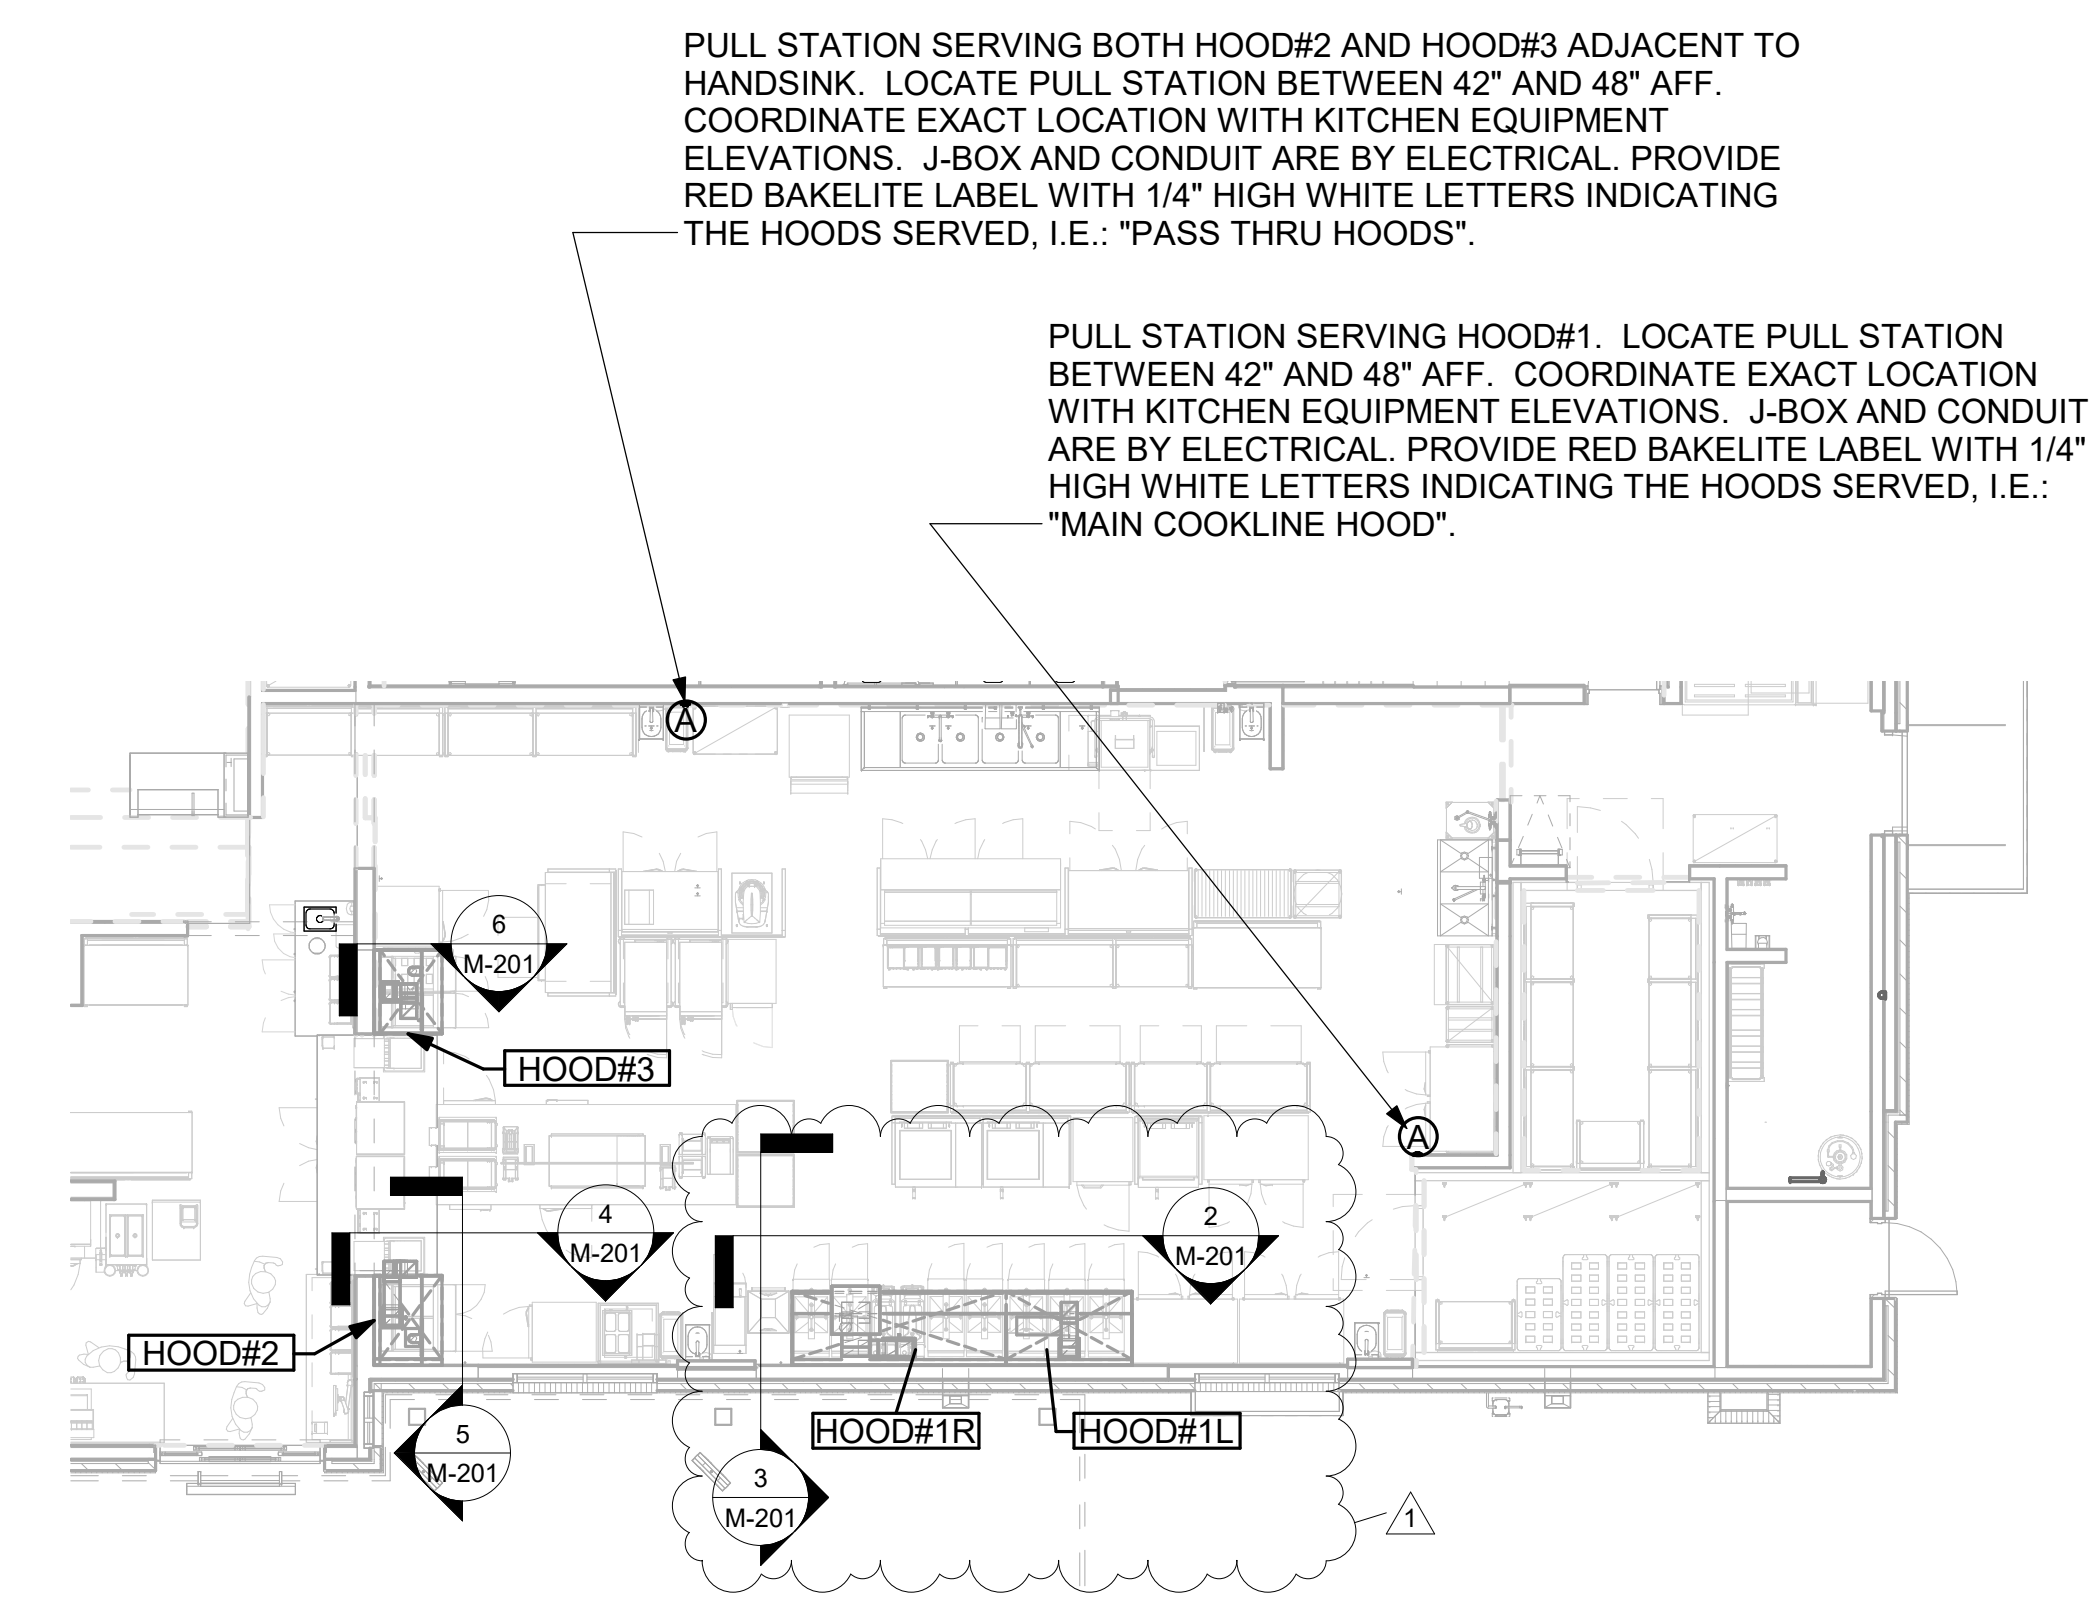 PULL STATION SERVING BOTH HOOD#2 AND HOOD#3 ADJACENT TO
HANDSINK. LOCATE PULL STATION BETWEEN 42" AND 48" AFF.
COORDINATE EXACT LOCATION WITH KITCHEN EQUIPMENT
ELEVATIONS. J-BOX AND CONDUIT ARE BY ELECTRICAL. PROVIDE
RED BAKELITE LABEL WITH 1/4" HIGH WHITE LETTERS INDICATING
THE HOODS SERVED, I.E.: "PASS THRU HOODS".
PULL STATION SERVING HOOD#1. LOCATE PULL STATION
BETWEEN 42" AND 48" AFF. COORDINATE EXACT LOCATION
WITH KITCHEN EQUIPMENT ELEVATIONS. J-BOX AND CONDUIT
ARE BY ELECTRICAL. PROVIDE RED BAKELITE LABEL WITH 1/4"
HIGH WHITE LETTERS INDICATING THE HOODS SERVED, I.E.:
"MAIN COOKLINE HOOD".
A
6
M-201
HOOD#3
A
4
M-201
2
M-201
HOOD#2
HOOD#1R
HOOD#1L
5
M-201
3
M-201
1